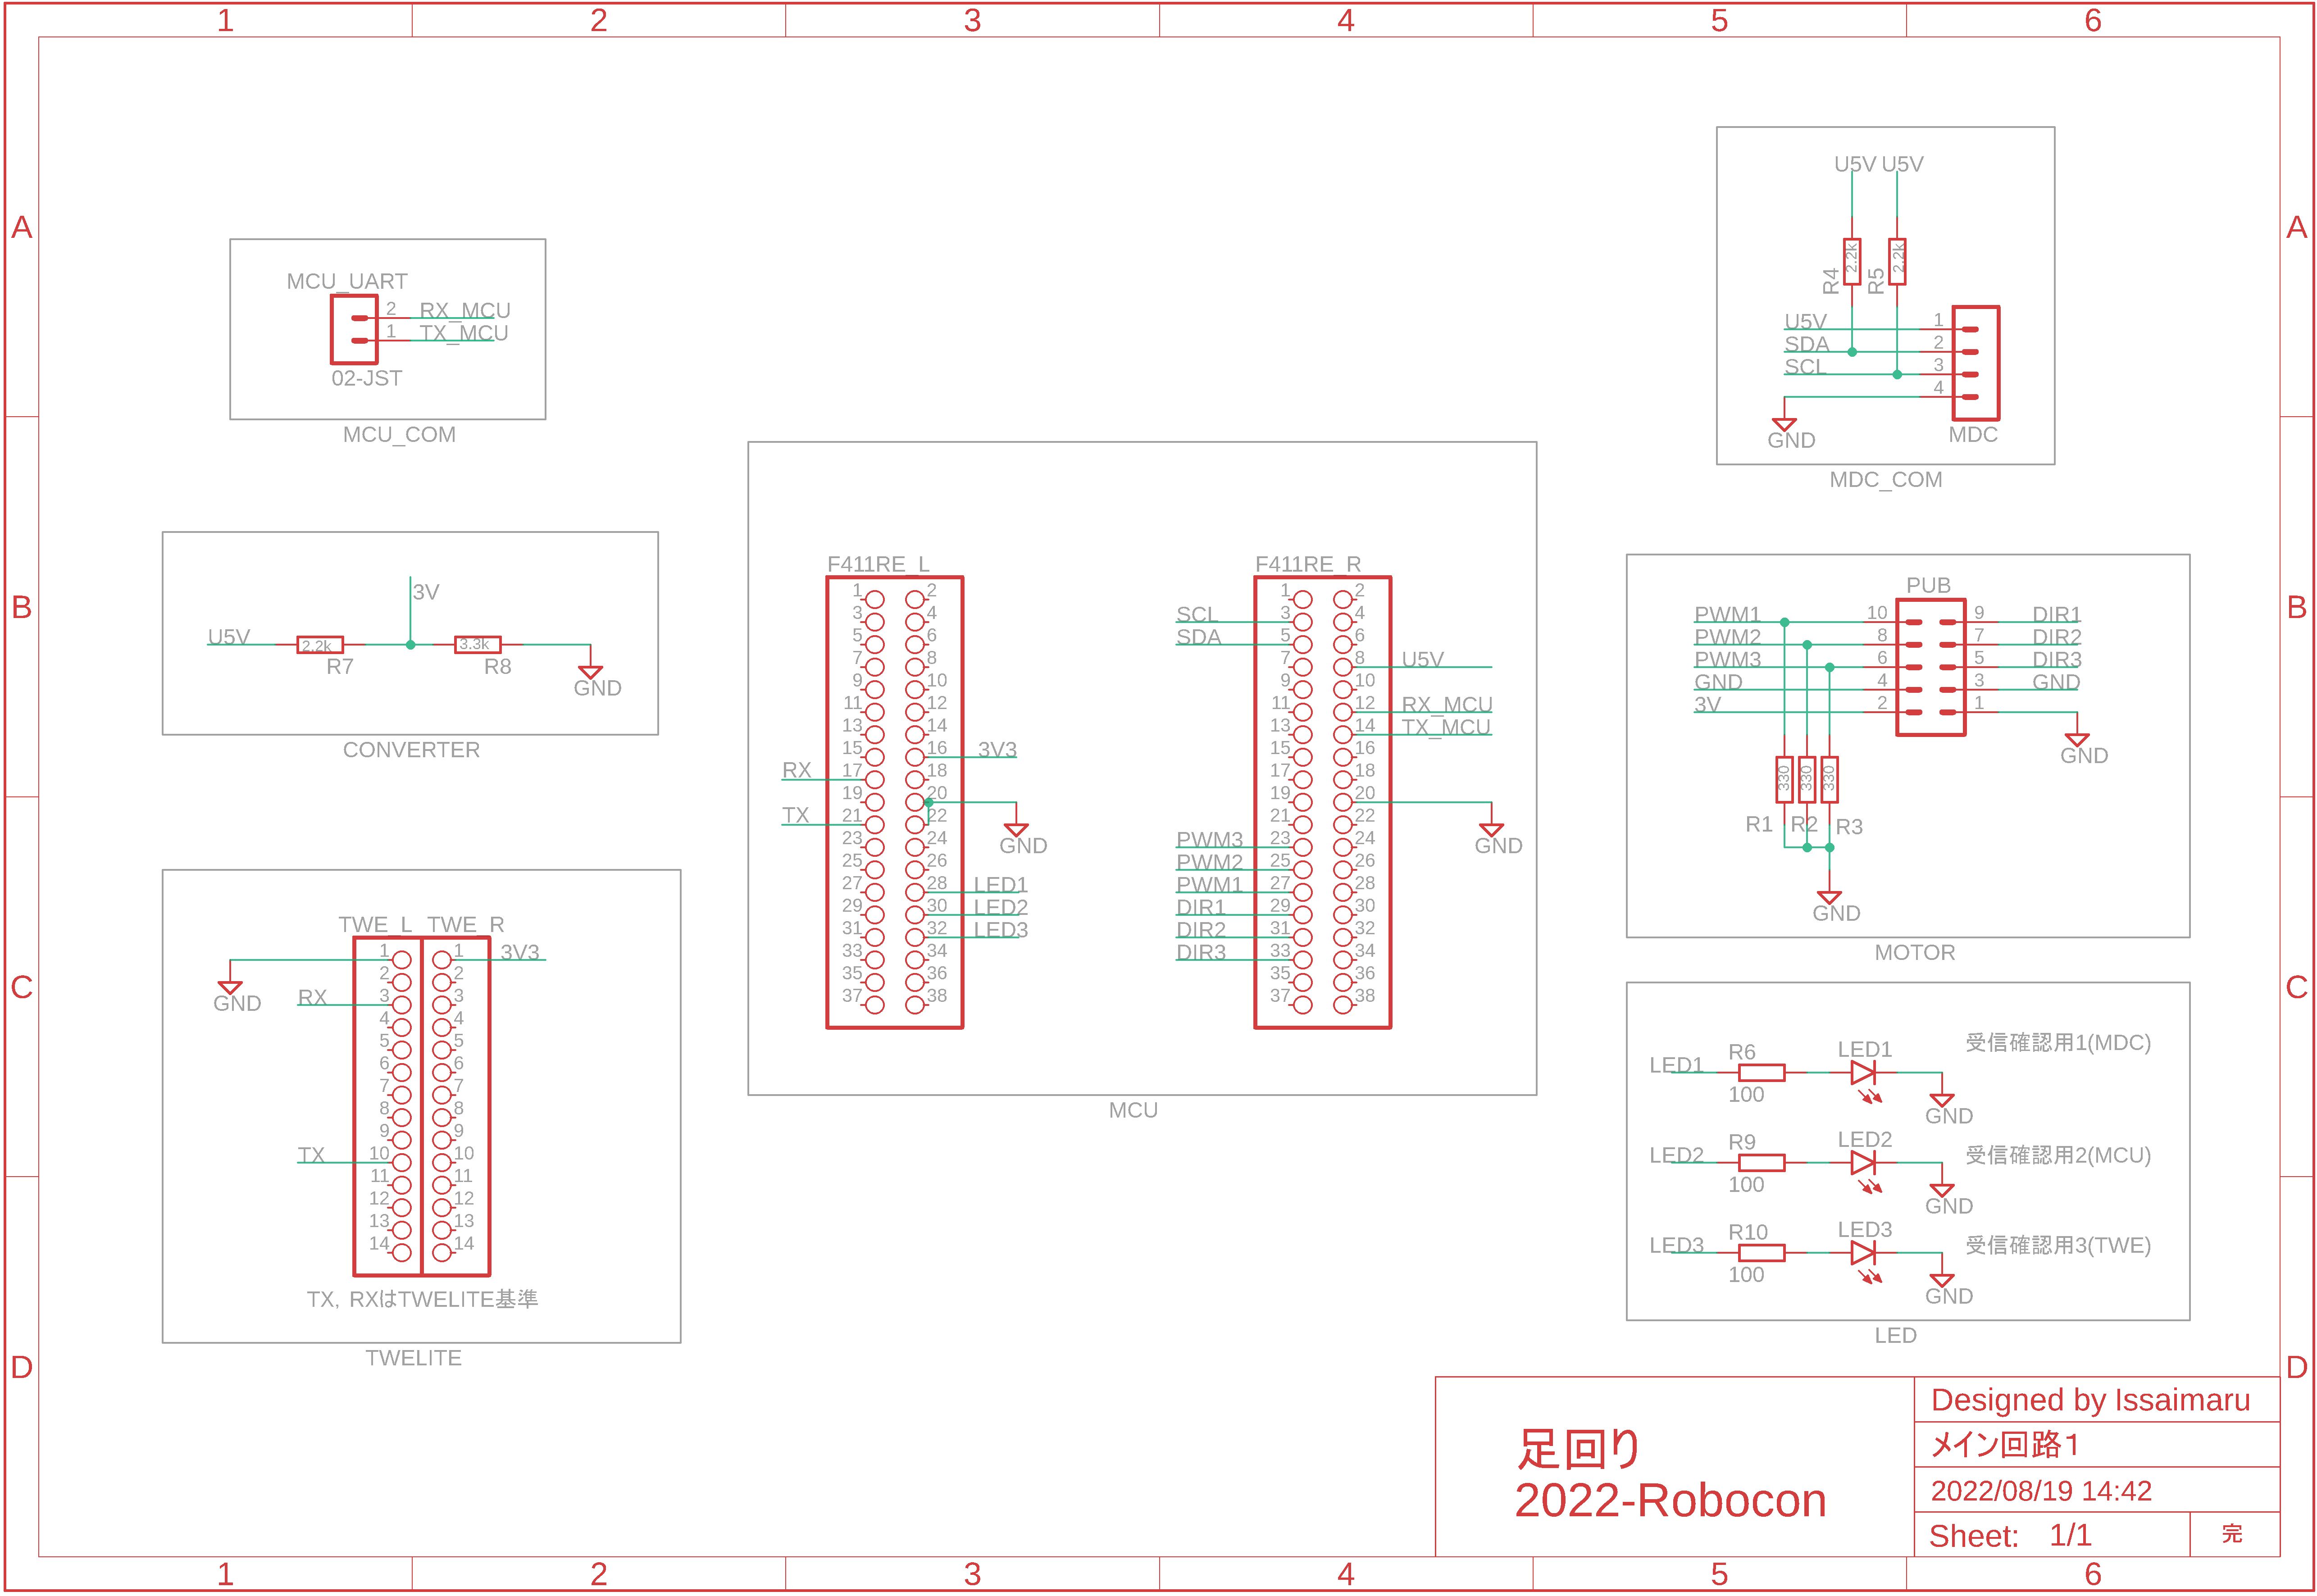 1 2 3 4 5 6
A A
B B
C C
D D
MCU_UART
2 RX_MCU
1 TX_MCU
02-JST
MCU_COM
U5V
3V
2.2k
R7
3.3k
R8
GND
CONVERTER
TWE_L TWE_R
1 1 3V3
GND
2 2
RX 3 3
4 4
5 5
6 6
7 7
8 8
9 9
TX 10 10
11 11
12 12
13 13
14 14
TX, RXはTWELITE基準
TWELITE
F411RE_L
1 2
3 4
5 6
7 8
9 10
11 12
13 14
15 16 3V3
RX 17 18
19 20
TX 21 22
GND
23 24
25 26
27 28 LED1
29 30 LED2
31 32 LED3
33 34
35 36
37 38
F411RE_R
1 2
SCL 3 4
SDA 5 6
7 8 U5V
9 10
11 12 RX_MCU
13 14 TX_MCU
15 16
17 18
19 20
21 22
GND
PWM3 23 24
PWM2 25 26
PWM1 27 28
DIR1 29 30
DIR2 31 32
DIR3 33 34
35 36
37 38
MCU
U5V U5V
R4 2.2k
R5 2.2k
U5V 1
SDA 2
SCL 3
4
GND
MDC
MDC_COM
PUB
PWM1 10 9 DIR1
PWM2 8 7 DIR2
PWM3 6 5 DIR3
GND 4 3 GND
3V 2 1
GND
330 330 330
R1 R2 R3
GND
MOTOR
LED1 R6 100 LED1 GND
受信確認用1(MDC)
LED2 R9 100 LED2 GND
受信確認用2(MCU)
LED3 R10 100 LED3 GND
受信確認用3(TWE)
LED
足回り
2022-Robocon
Designed by Issaimaru
メイン回路1
2022/08/19 14:42
Sheet: 1/1 完
1 2 3 4 5 6